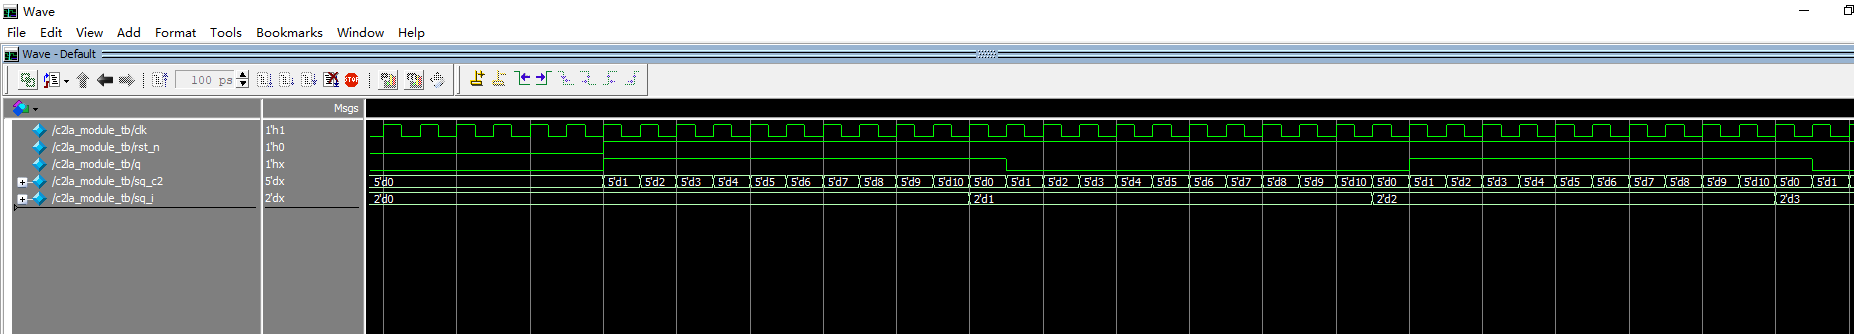 Wave
File Edit View Add Format Tools Bookmarks Window Help
Wave - Default
100 ps
STOP
Msgs
/c2la_module_tb/clk 1'h1
/c2la_module_tb/rst_n 1'h0
/c2la_module_tb/q 1'hx
/c2la_module_tb/sq_c2 5'dx 5'd0 5'd1 5'd2 5'd3 5'd4 5'd5 5'd6 5'd7 5'd8 5'd9 5'd10 5'd0 5'd1 5'd2 5'd3 5'd4 5'd5 5'd6 5'd7 5'd8 5'd9 5'd10 5'd0 5'd1 5'd2 5'd3 5'd4 5'd5 5'd6 5'd7 5'd8 5'd9 5'd10 5'd0 5'd1
/c2la_module_tb/sq_i 2'dx 2'd0 2'd1 2'd2 2'd3